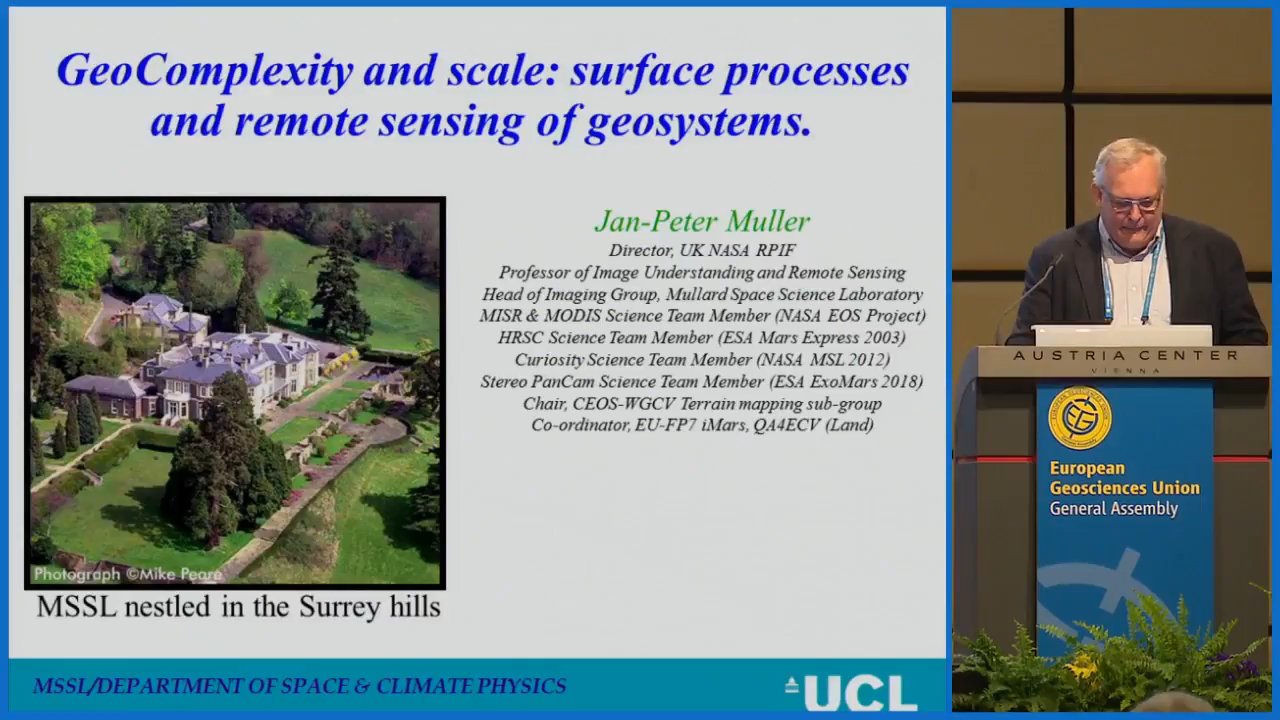 GeoComplexity and scale: surface processes
and remote sensing of geosystems.
Jan-Peter Muller
Director, UK NASA RPIF
Professor of Image Understanding and Remote Sensing
Head of Imaging Group, Mullard Space Science Laboratory
MISR & MODIS Science Team Member (NASA EOS Project)
HRSC Science Team Member (ESA Mars Express 2003)
Curiosity Science Team Member (NASA MSL 2012)
Stereo PanCam Science Team Member (ESA ExoMars 2018)
Chair, CEOS-WGCV Terrain mapping sub-group
Co-ordinator, EU-FP7 iMars, QA4ECV (Land)
Photograph ©Mike Peare
MSSL nestled in the Surrey hills
MSSL/DEPARTMENT OF SPACE & CLIMATE PHYSICS
UCL
AUSTRIA CENTER
VIENNA
European
Geosciences Union
General Assembly